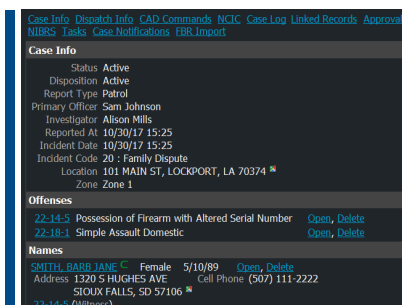 Case Info Dispatch Info CAD Commands NCIC Case Log Linked Records Approval
NIBRS Tasks Case Notifications FBR Import
Case Info
Status Active
Disposition Active
Report Type Patrol
Primary Officer Sam Johnson
Investigator Alison Mills
Reported At 10/30/17 15:25
Incident Date 10/30/17 15:25
Incident Code 20 : Family Dispute
Location 101 MAIN ST, LOCKPORT, LA 70374
Zone Zone 1
Offenses
22-14-5 Possession of Firearm with Altered Serial Number Open, Delete
22-18-1 Simple Assault Domestic Open, Delete
Names
SMITH, BARB JANE Female 5/10/89 Open, Delete
Address 1320 S HUGHES AVE Cell Phone (507) 111-2222
SIOUX FALLS, SD 57106
22-14-5 (Witness)